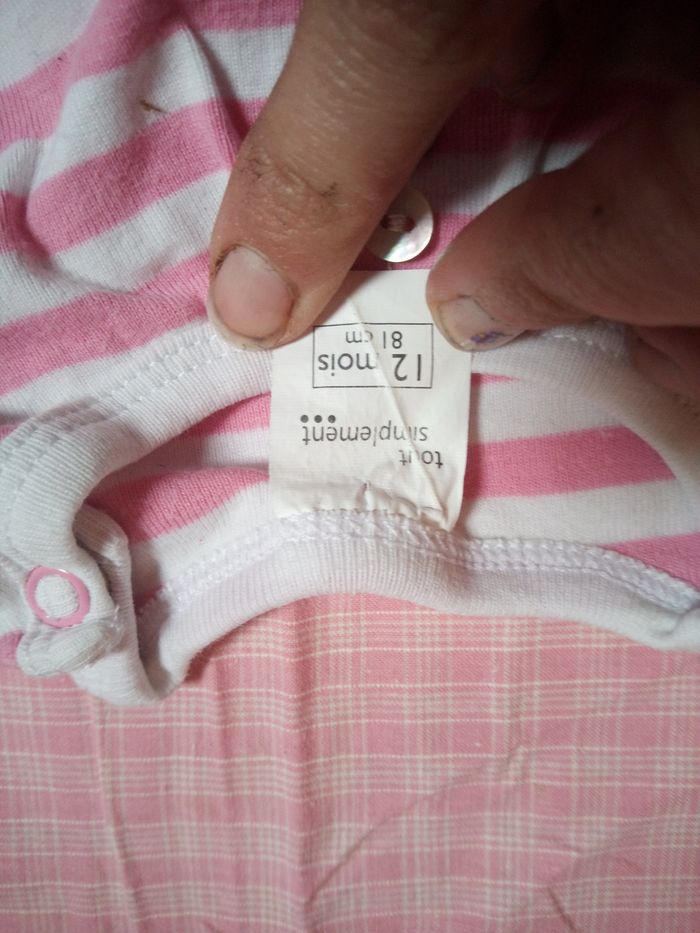 tout
simplement
12 mois
81 cm